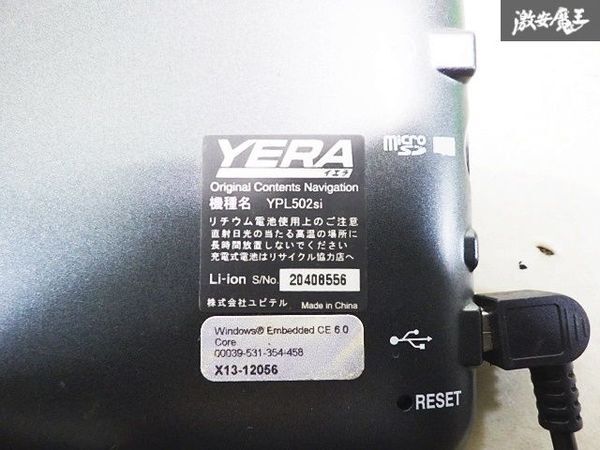 激安魔王
micro SD
YERA
イエラ
Original Contents Navigation
機種名 YPL502si
リチウム電池使用上のご注意
直射日光の当たる高温の場所に
長時間放置しないでください
充電式電池はリサイクル協力店へ
Li-ion S/No. 20408556
株式会社ユピテル Made in China
Windows® Embedded CE 6.0
Core
00039-531-354-458
X13-12056
RESET